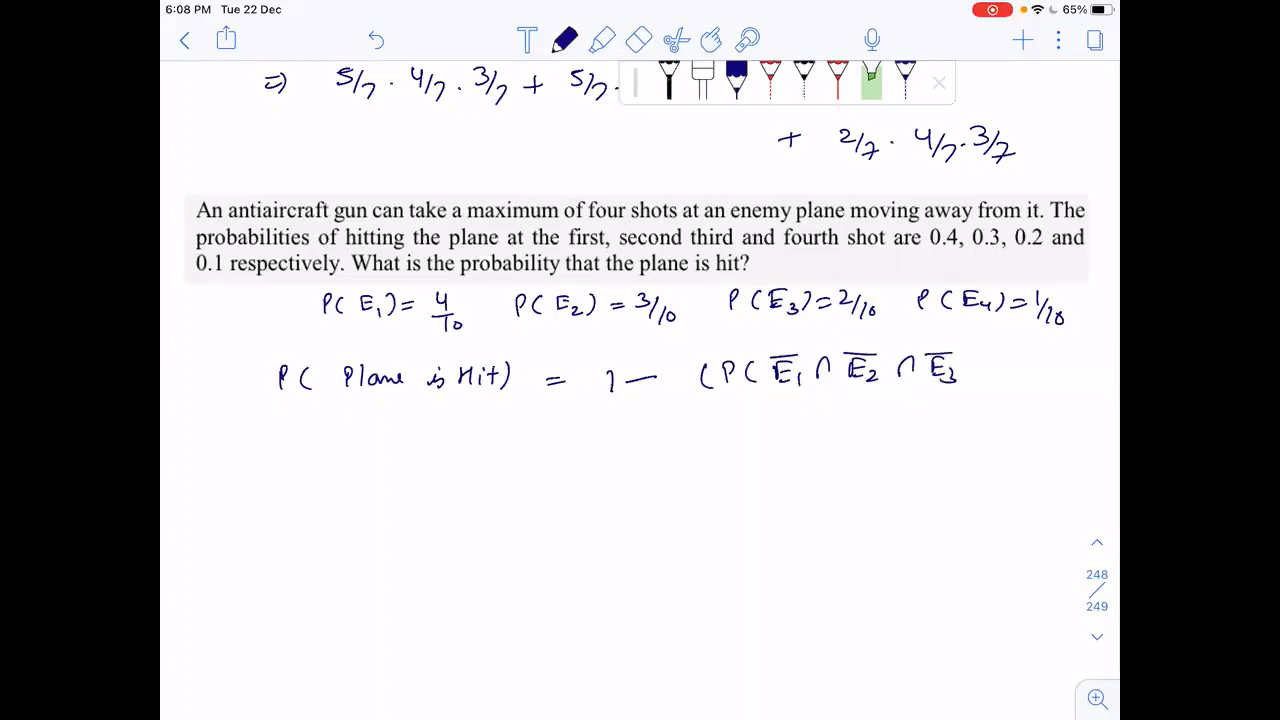 6:08 PM Tue 22 Dec
65%
T
=) 5/7 . 4/7 . 3/7 + 5/7 .
+ 2/7 . 4/7 . 3/7
An antiaircraft gun can take a maximum of four shots at an enemy plane moving away from it. The
probabilities of hitting the plane at the first, second third and fourth shot are 0.4, 0.3, 0.2 and
0.1 respectively. What is the probability that the plane is hit?
P(E₁) = 4/10 P(E₂) = 3/10 P(E₃) = 2/10 P(E₄) = 1/10
P( Plane is Hit) = 1 — (P( E̅₁ ∩ E̅₂ ∩ E̅₃
248
249